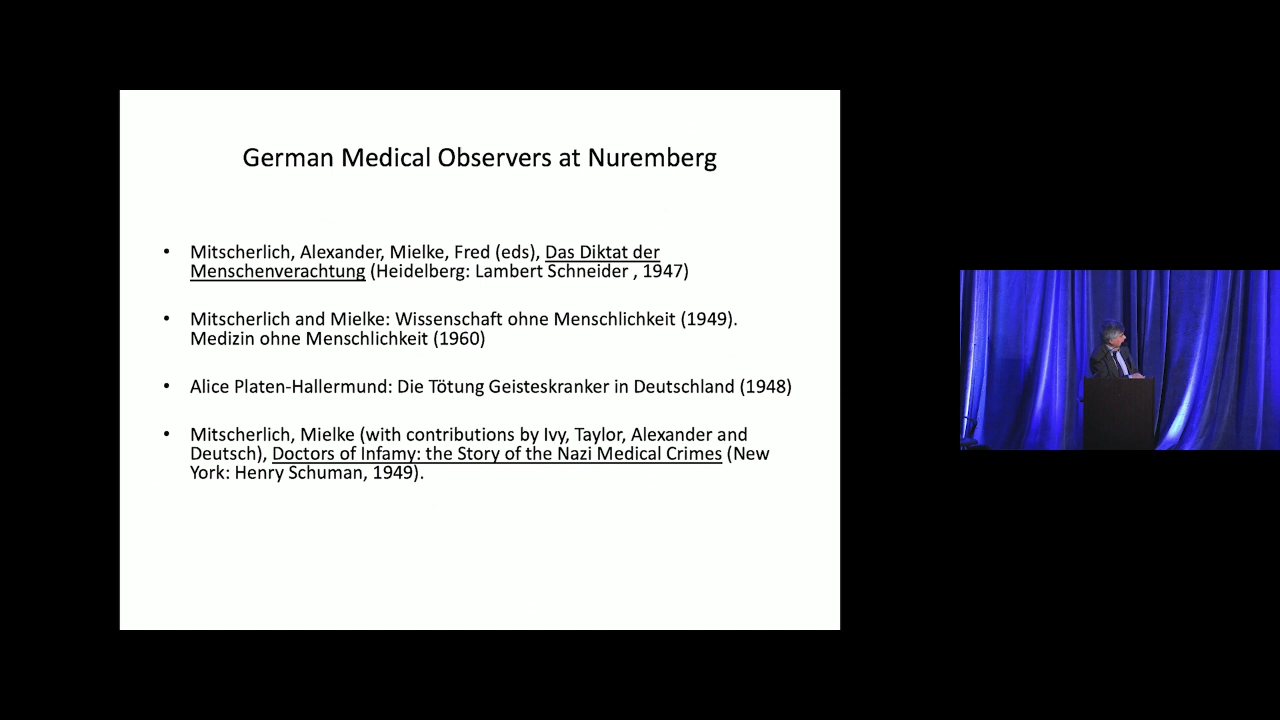 German Medical Observers at Nuremberg
• Mitscherlich, Alexander, Mielke, Fred (eds), Das Diktat der
Menschenverachtung (Heidelberg: Lambert Schneider , 1947)
• Mitscherlich and Mielke: Wissenschaft ohne Menschlichkeit (1949).
Medizin ohne Menschlichkeit (1960)
• Alice Platen-Hallermund: Die Tötung Geisteskranker in Deutschland (1948)
• Mitscherlich, Mielke (with contributions by Ivy, Taylor, Alexander and
Deutsch), Doctors of Infamy: the Story of the Nazi Medical Crimes (New
York: Henry Schuman, 1949).